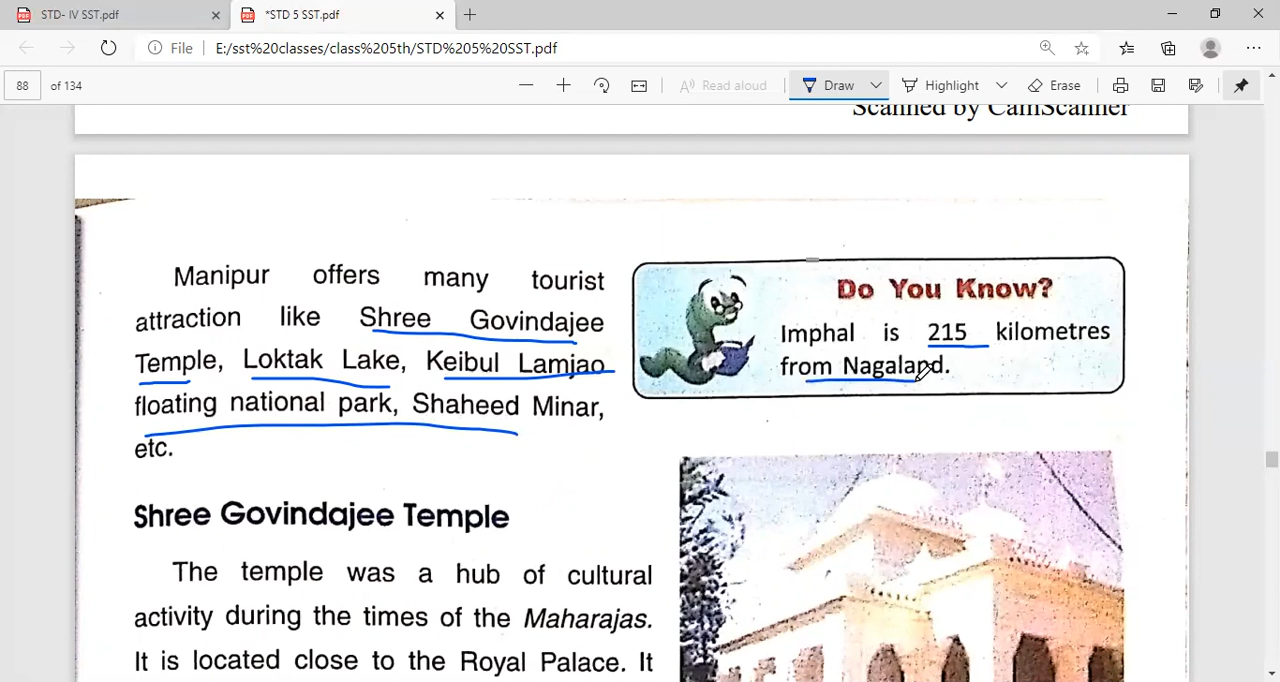 STD- IV SST.pdf
*STD 5 SST.pdf
File
E:/sst%20classes/class%205th/STD%205%20SST.pdf
88 of 134
Read aloud
Draw
Highlight
Erase
Scanned by CamScanner
Manipur offers many tourist
attraction like Shree Govindajee
Temple, Loktak Lake, Keibul Lamjao
floating national park, Shaheed Minar,
etc.
Do You Know?
Imphal is 215 kilometres
from Nagaland.
Shree Govindajee Temple
The temple was a hub of cultural
activity during the times of the Maharajas.
It is located close to the Royal Palace. It